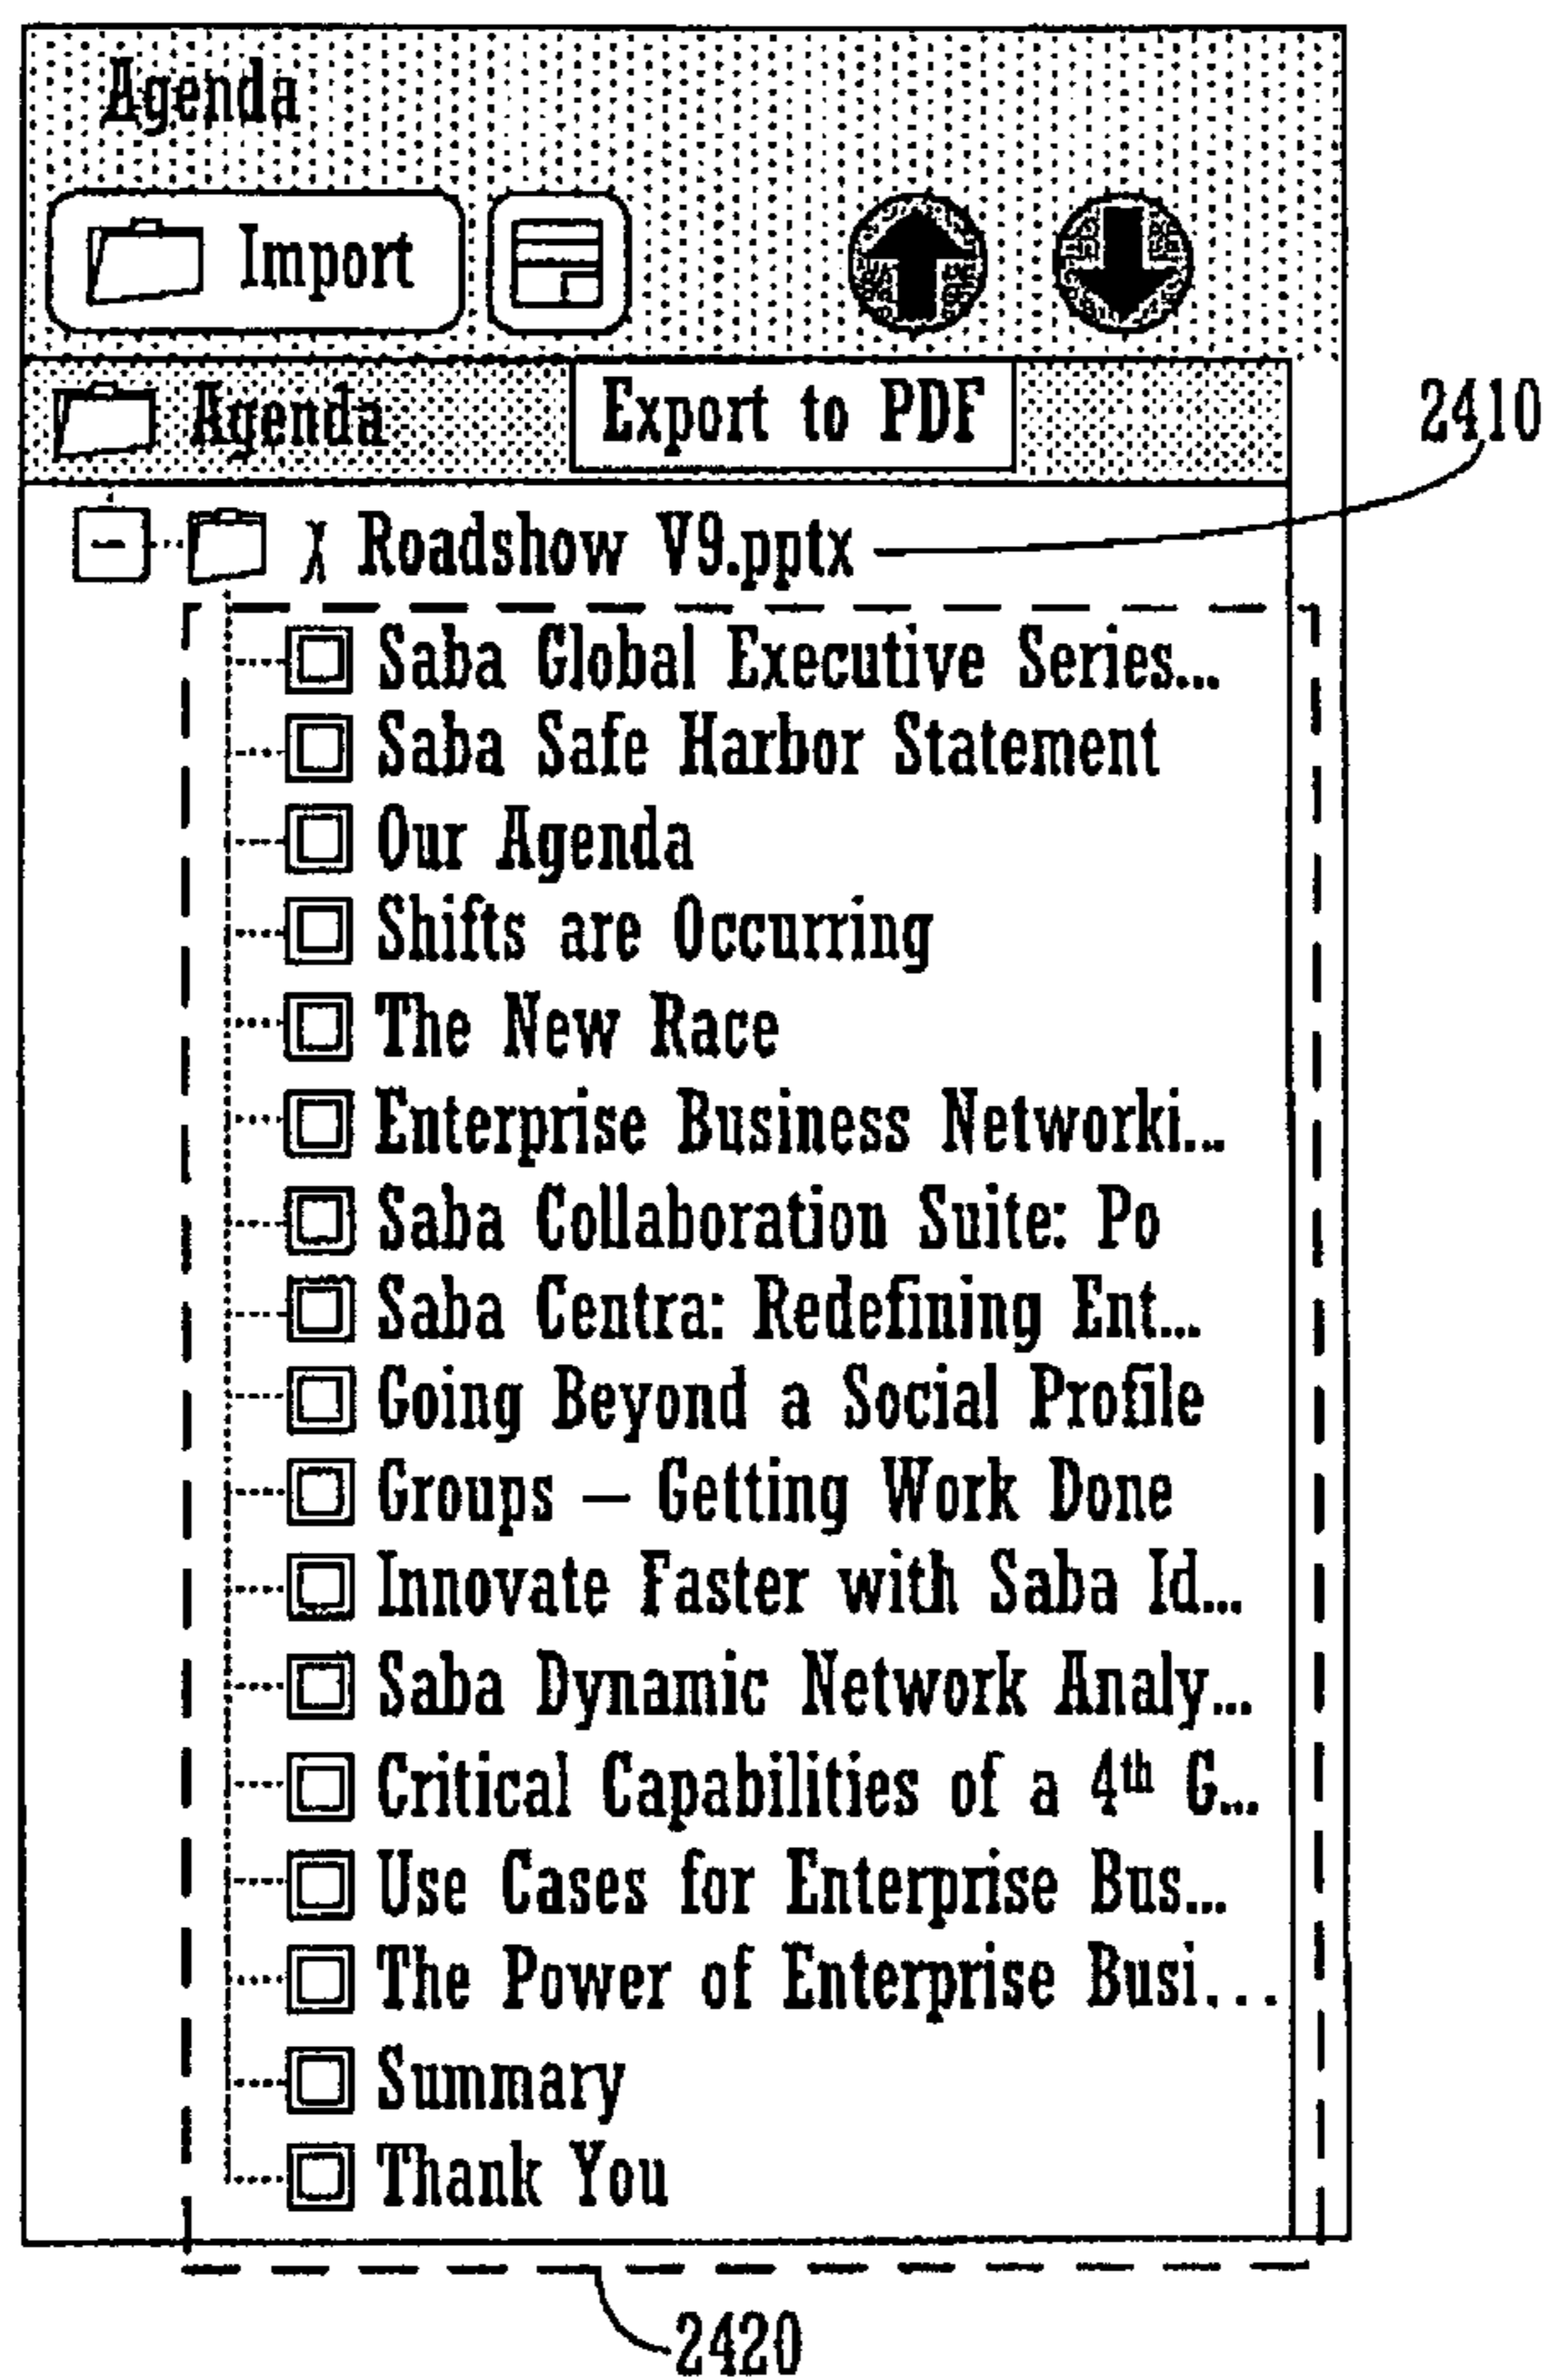 Agenda
Import
Agenda Export to PDF
2410
Roadshow V9.pptx
Saba Global Executive Series...
Saba Safe Harbor Statement
Our Agenda
Shifts are Occurring
The New Race
Enterprise Business Networki...
Saba Collaboration Suite: Po
Saba Centra: Redefining Ent...
Going Beyond a Social Profile
Groups – Getting Work Done
Innovate Faster with Saba Id...
Saba Dynamic Network Analy...
Critical Capabilities of a 4th G...
Use Cases for Enterprise Bus...
The Power of Enterprise Busi...
Summary
Thank You
2420